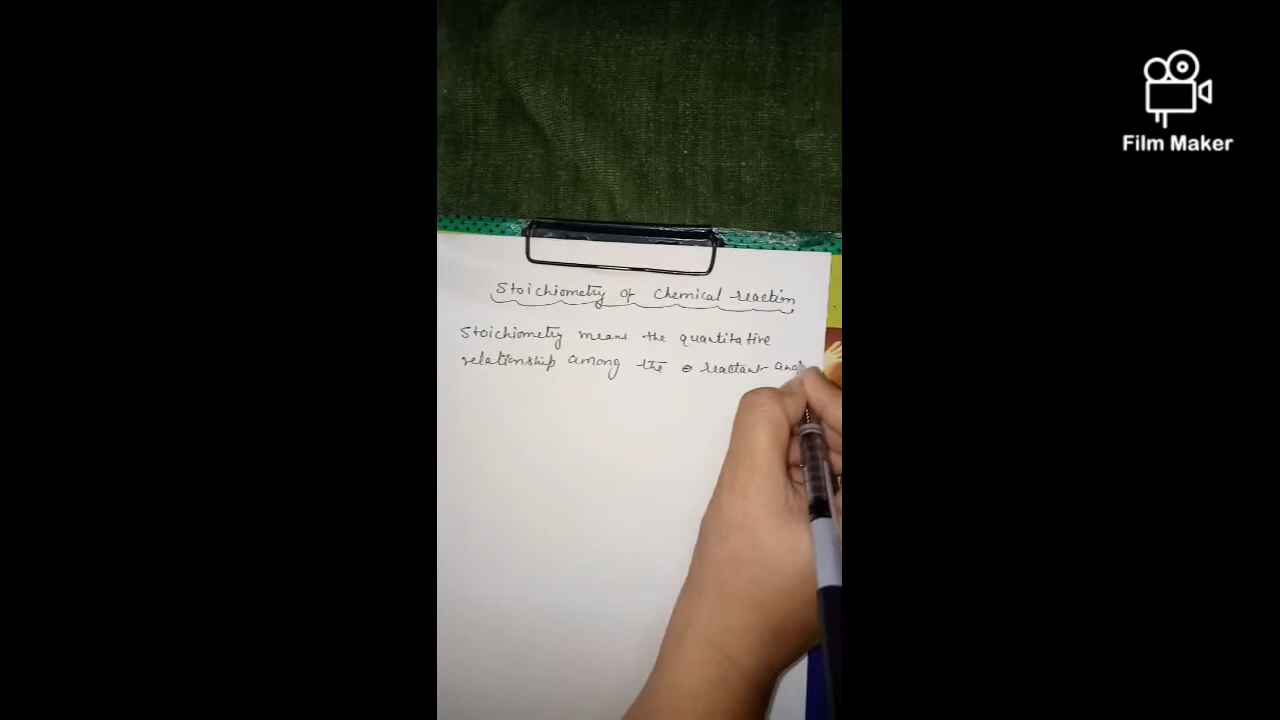 Film Maker
Stoichiometry of chemical reaction
Stoichiometry means the quantitative
relationship among the reactant and